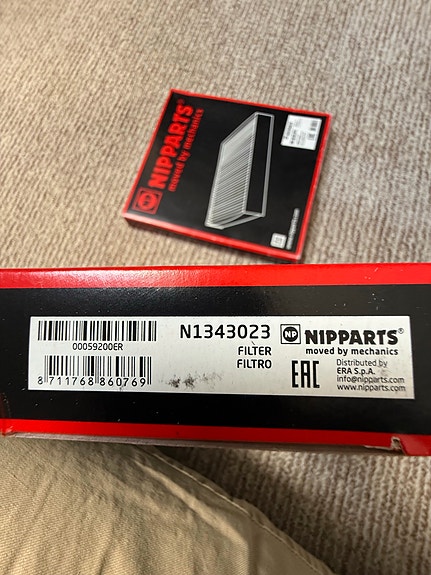 NIPPARTS®
moved by mechanics
00059200ER
8 711768 860769
N1343023
FILTER
FILTRO
NP NIPPARTS®
moved by mechanics
EAC
Distributed by
ERA S.p.A.
info@nipparts.com
www.nipparts.com